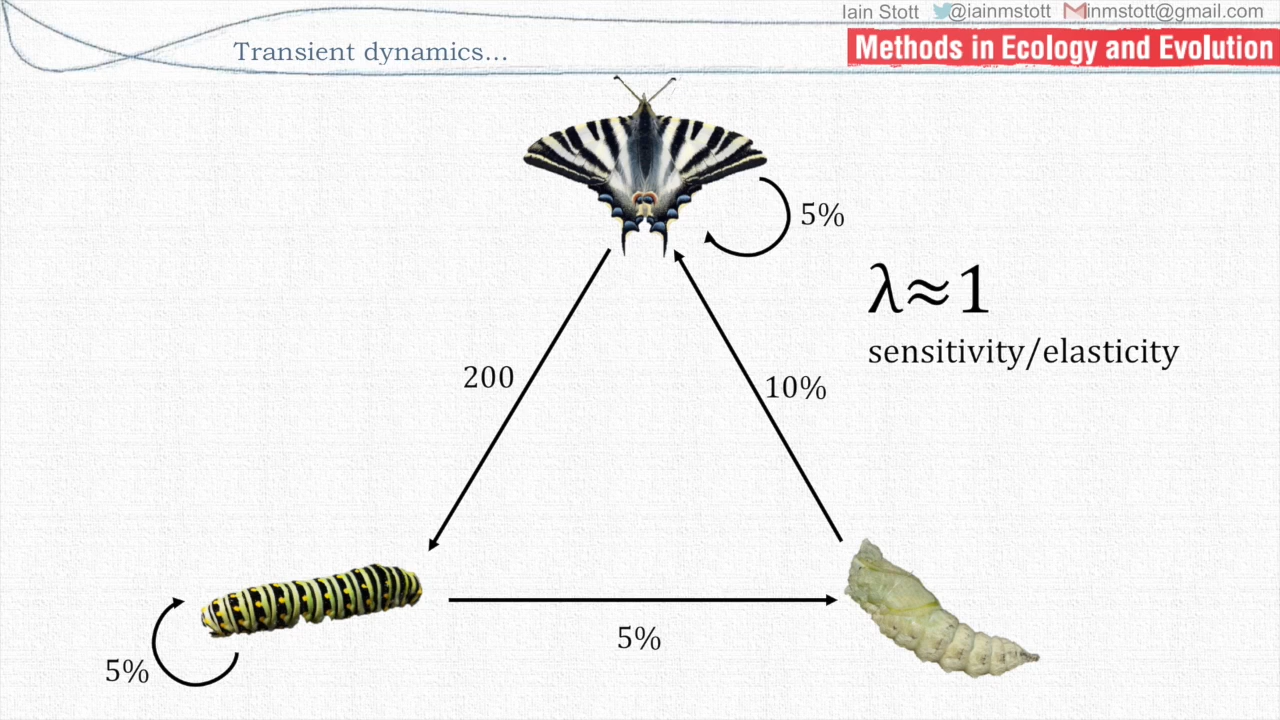 Iain Stott @iainmstott inmstott@gmail.com
Methods in Ecology and Evolution
Transient dynamics...
5%
λ≈1
sensitivity/elasticity
200
10%
5%
5%